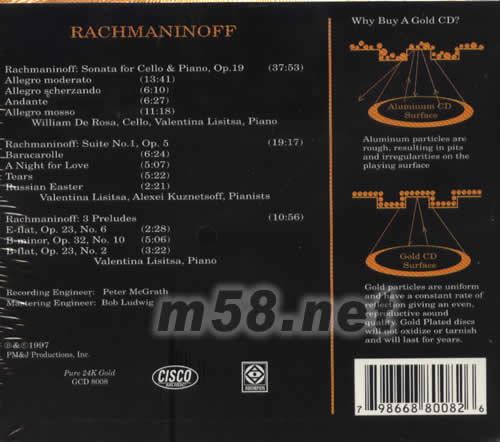 RACHMANINOFF
Rachmaninoff: Sonata for Cello & Piano, Op.19 (37:53)
Allegro moderato (13:41)
Allegro scherzando (6:10)
Andante (6:27)
Allegro mosso (11:18)
William De Rosa, Cello, Valentina Lisitsa, Piano
Rachmaninoff: Suite No.1, Op. 5 (19:17)
Baracarolle (6:24)
A Night for Love (5:07)
Tears (5:22)
Russian Easter (2:21)
Valentina Lisitsa, Alexei Kuznetsoff, Pianists
Rachmaninoff: 3 Preludes (10:56)
E-flat, Op. 23, No. 6 (2:28)
B-minor, Op. 32, No. 10 (5:06)
B-flat, Op. 23, No. 2 (3:22)
Valentina Lisitsa, Piano
Recording Engineer: Peter McGrath
Mastering Engineer: Bob Ludwig
m58.net
℗&©1997
PM&J Productions, Inc.
Pure 24K Gold
GCD 8008
CISCO
AUDIOFON
Why Buy A Gold CD?
Aluminum CD
Surface
Aluminum particles are
rough, resulting in pits
and irregularities on the
playing surface
Gold CD
Surface
Gold particles are uniform
and have a constant rate of
reflection giving an even,
reproductive sound
quality. Gold Plated discs
will not oxidize or tarnish
and will last for years.
7 98668 80082 6